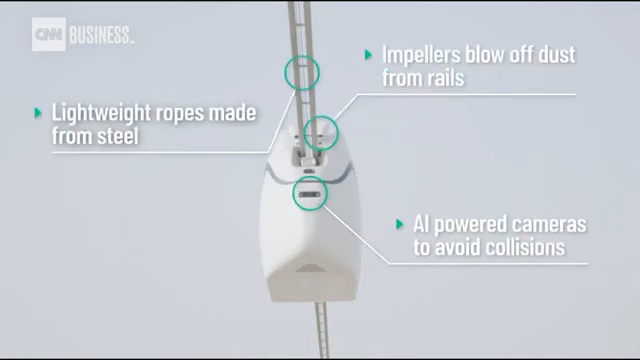 CNN BUSINESS.
Impellers blow off dust
from rails
Lightweight ropes made
from steel
AI powered cameras
to avoid collisions